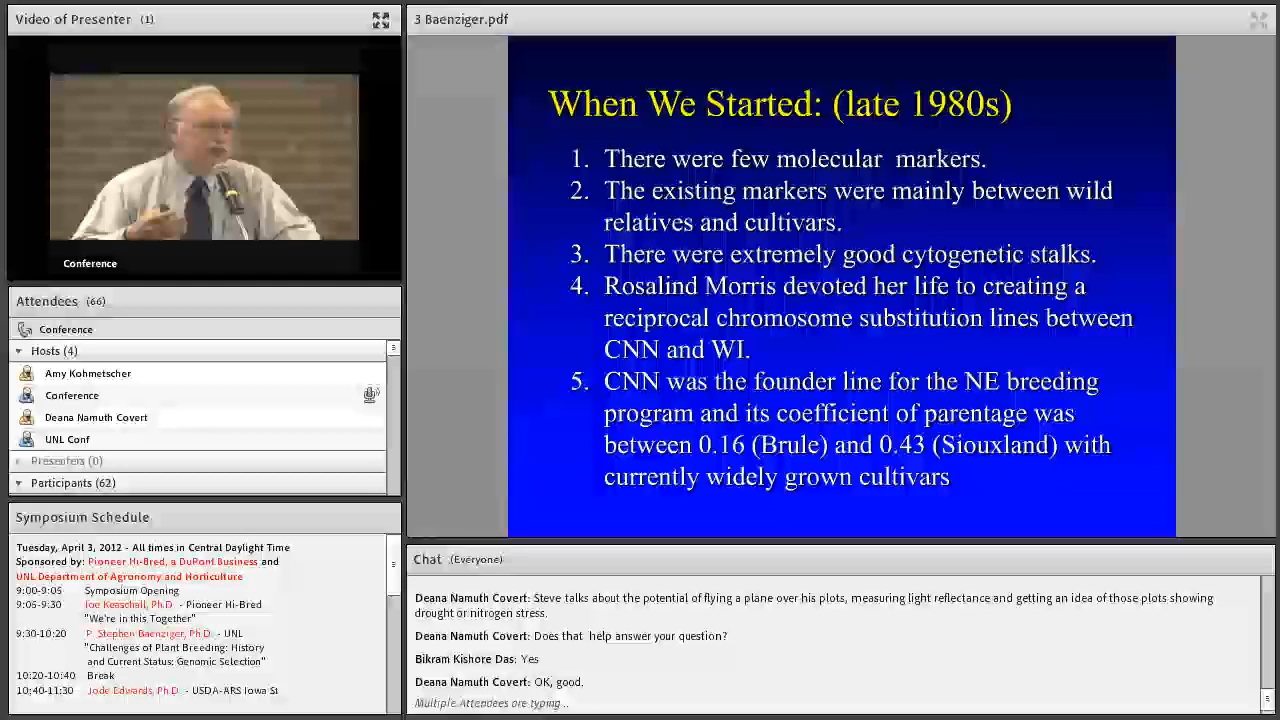 Video of Presenter (1)
Conference
Attendees (66)
Conference
Hosts (4)
Amy Kohmetscher
Conference
Deana Namuth Covert
UNL Conf
Presenters (0)
Participants (62)
Symposium Schedule
Tuesday, April 3, 2012 - All times in Central Daylight Time
Sponsored by: Pioneer Hi-Bred, a DuPont Business and
UNL Department of Agronomy and Horticulture
9:00-9:05 Symposium Opening
9:05-9:30 Joe Keaschall, Ph.D. - Pioneer Hi-Bred
"We're in this Together"
9:30-10:20 P. Stephen Baenziger, Ph.D. - UNL
"Challenges of Plant Breeding: History
and Current Status: Genomic Selection"
10:20-10:40 Break
10:40-11:30 Jode Edwards, Ph.D. - USDA-ARS Iowa St
3 Baenziger.pdf
When We Started: (late 1980s)
1. There were few molecular markers.
2. The existing markers were mainly between wild
relatives and cultivars.
3. There were extremely good cytogenetic stalks.
4. Rosalind Morris devoted her life to creating a
reciprocal chromosome substitution lines between
CNN and WI.
5. CNN was the founder line for the NE breeding
program and its coefficient of parentage was
between 0.16 (Brule) and 0.43 (Siouxland) with
currently widely grown cultivars
Chat (Everyone)
Deana Namuth Covert: Steve talks about the potential of flying a plane over his plots, measuring light reflectance and getting an idea of those plots showing
drought or nitrogen stress.
Deana Namuth Covert: Does that help answer your question?
Bikram Kishore Das: Yes
Deana Namuth Covert: OK, good.
Multiple Attendees are typing...